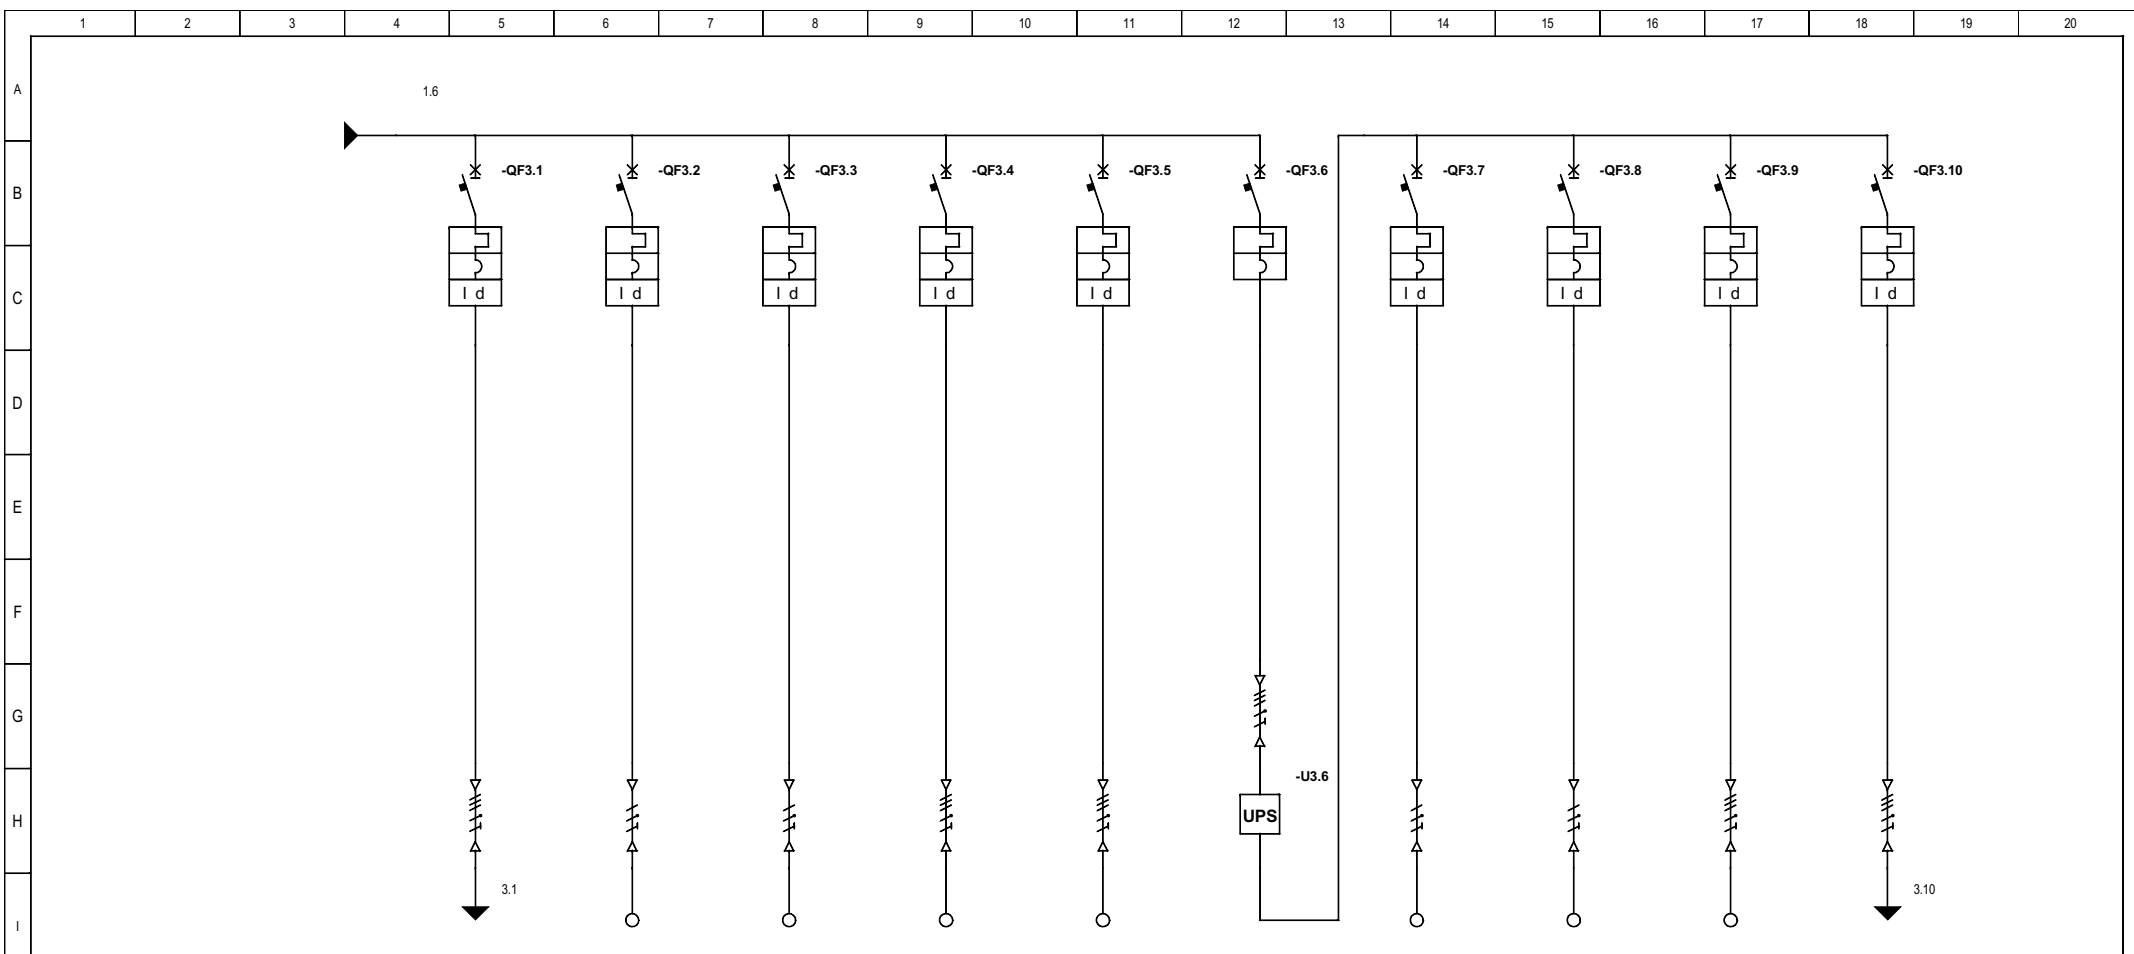 1 2 3 4 5 6 7 8 9 10 11 12 13 14 15 16 17 18 19 20
A
1.6
B
-QF3.1 -QF3.2 -QF3.3 -QF3.4 -QF3.5 -QF3.6 -QF3.7 -QF3.8 -QF3.9 -QF3.10
C
I d I d I d I d I d I d I d I d I d
D
E
F
G
-U3.6
H
UPS
3.1 3.10
I